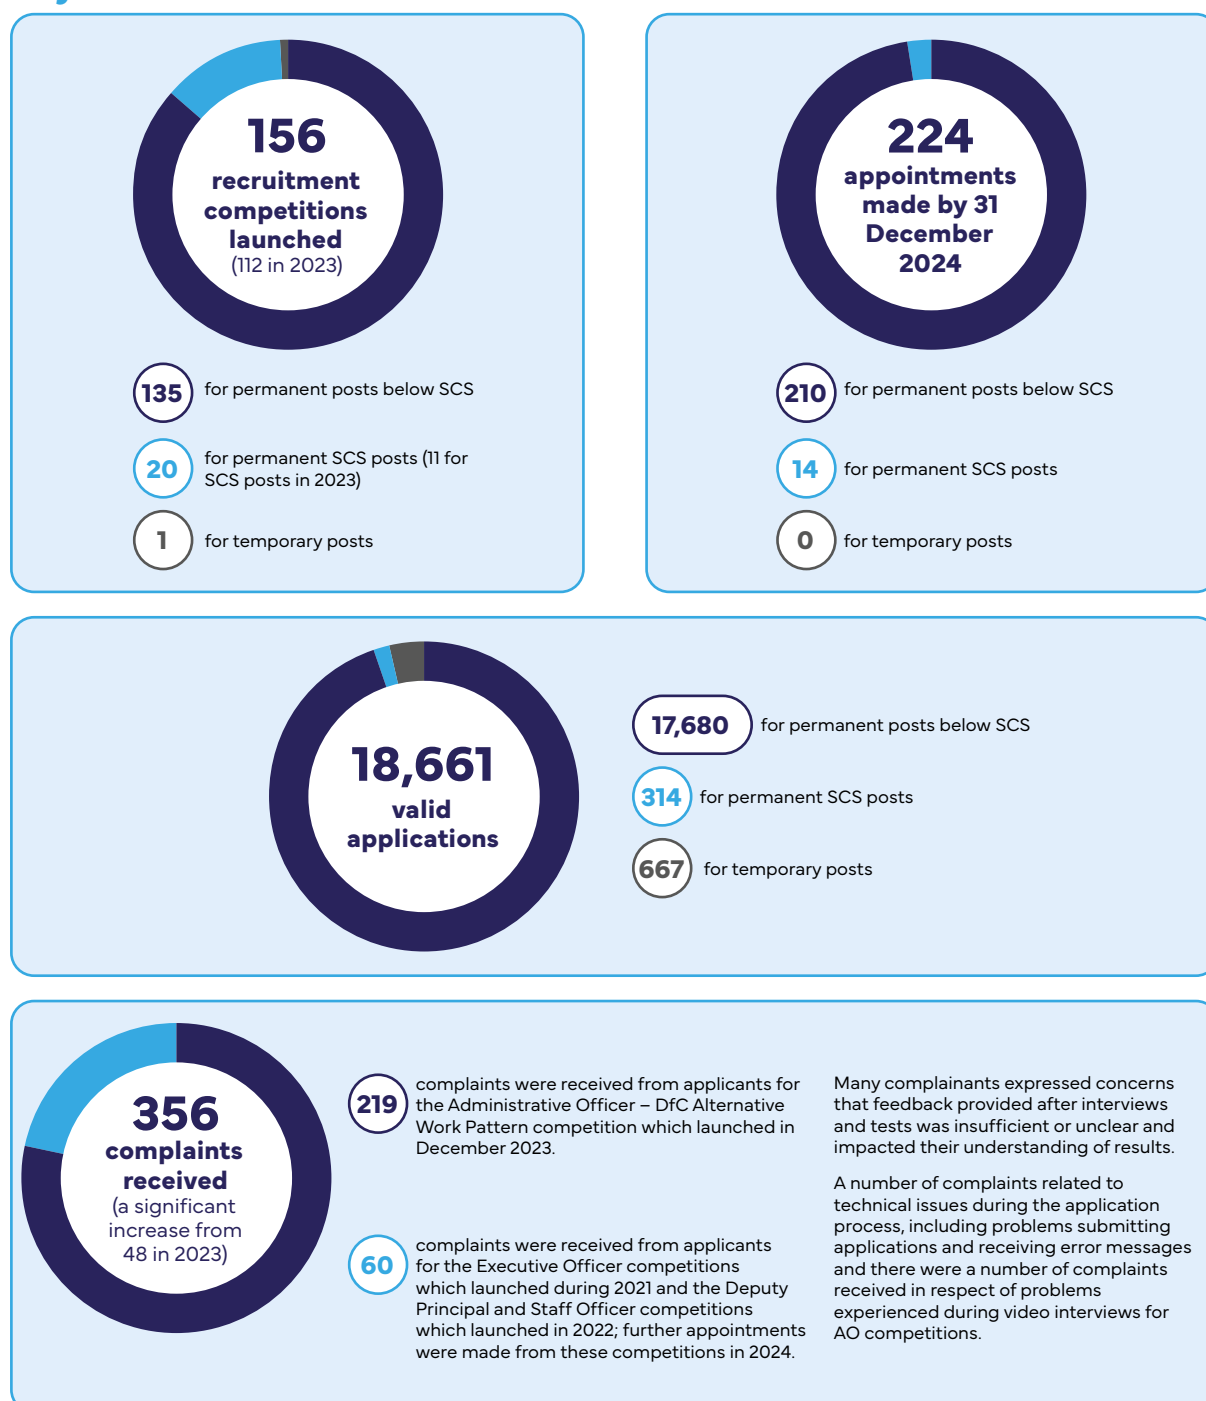 156
recruitment
competitions
launched
(112 in 2023)
135
for permanent posts below SCS
20
for permanent SCS posts (11 for
SCS posts in 2023)
1
for temporary posts
224
appointments
made by 31
December
2024
210
for permanent posts below SCS
14
for permanent SCS posts
0
for temporary posts
18,661
valid
applications
17,680
for permanent posts below SCS
314
for permanent SCS posts
667
for temporary posts
356
complaints
received
(a significant
increase from
48 in 2023)
219
complaints were received from applicants for
the Administrative Officer – DfC Alternative
Work Pattern competition which launched in
December 2023.
60
complaints were received from applicants
for the Executive Officer competitions
which launched during 2021 and the Deputy
Principal and Staff Officer competitions
which launched in 2022; further appointments
were made from these competitions in 2024.
Many complainants expressed concerns
that feedback provided after interviews
and tests was insufficient or unclear and
impacted their understanding of results.
A number of complaints related to
technical issues during the application
process, including problems submitting
applications and receiving error messages
and there were a number of complaints
received in respect of problems
experienced during video interviews for
AO competitions.